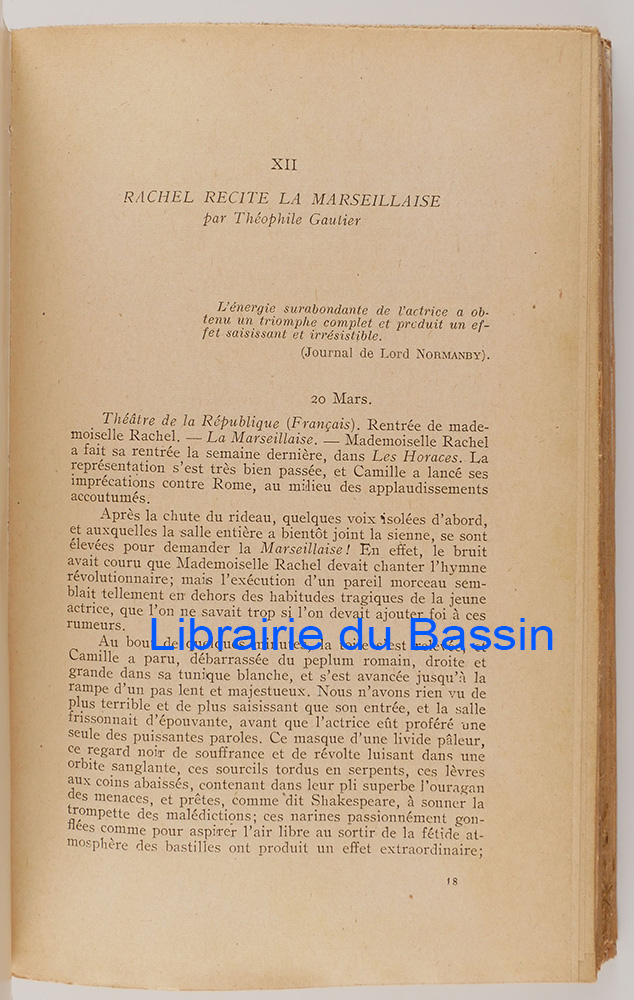 XII
RACHEL RECITE LA MARSEILLAISE
par Théophile Gautier
L'énergie surabondante de l'actrice a ob-
tenu un triomphe complet et produit un ef-
fet saisissant et irrésistible.
(Journal de Lord NORMANBY).
20 Mars.
Théâtre de la République (Français). Rentrée de made-
moiselle Rachel. — La Marseillaise. — Mademoiselle Rachel
a fait sa rentrée la semaine dernière, dans Les Horaces. La
représentation s'est très bien passée, et Camille a lancé ses
imprécations contre Rome, au milieu des applaudissements
accoutumés.
Après la chute du rideau, quelques voix isolées d'abord,
et auxquelles la salle entière a bientôt joint la sienne, se sont
élevées pour demander la Marseillaise! En effet, le bruit
avait couru que Mademoiselle Rachel devait chanter l'hymne
révolutionnaire; mais l'exécution d'un pareil morceau sem-
blait tellement en dehors des habitudes tragiques de la jeune
actrice, que l'on ne savait trop si l'on devait ajouter foi à ces
rumeurs.
Librairie du Bassin
Au bout de quelques minutes, la toile s'est relevée, et
Camille a paru, débarrassée du peplum romain, droite et
grande dans sa tunique blanche, et s'est avancée jusqu'à la
rampe d'un pas lent et majestueux. Nous n'avons rien vu de
plus terrible et de plus saisissant que son entrée, et la salle
frissonnait d'épouvante, avant que l'actrice eût proféré une
seule des puissantes paroles. Ce masque d'une livide pâleur,
ce regard noir de souffrance et de révolte luisant dans une
orbite sanglante, ces sourcils tordus en serpents, ces lèvres
aux coins abaissés, contenant dans leur pli superbe l'ouragan
des menaces, et prêtes, comme dit Shakespeare, à sonner la
trompette des malédictions; ces narines passionnément gon-
flées comme pour aspirer l'air libre au sortir de la fétide at-
mosphère des bastilles ont produit un effet extraordinaire;
18